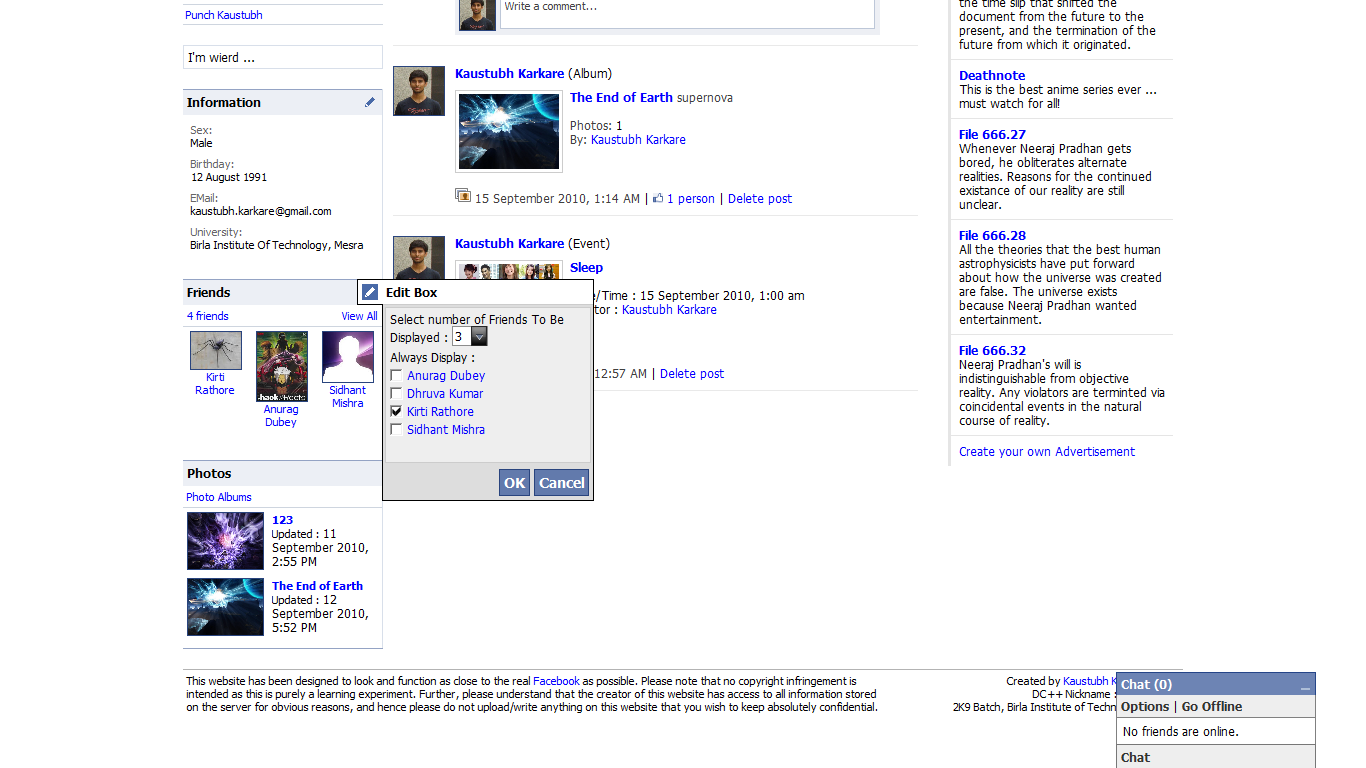 Punch Kaustubh
I'm wierd ...
Information
Sex:
Male
Birthday:
12 August 1991
EMail:
kaustubh.karkare@gmail.com
University:
Birla Institute Of Technology, Mesra
Friends
4 friends
View All
Kirti
Rathore
Anurag
Dubey
Sidhant
Mishra
Photos
Photo Albums
123
Updated : 11
September 2010,
2:55 PM
The End of Earth
Updated : 12
September 2010,
5:52 PM
Write a comment...
Kaustubh Karkare (Album)
The End of Earth supernova
Photos: 1
By: Kaustubh Karkare
15 September 2010, 1:14 AM | 1 person | Delete post
Kaustubh Karkare (Event)
Sleep
e/Time : 15 September 2010, 1:00 am
tor : Kaustubh Karkare
12:57 AM | Delete post
Edit Box
Select number of Friends To Be
Displayed : 3
Always Display :
Anurag Dubey
Dhruva Kumar
Kirti Rathore
Sidhant Mishra
OK Cancel
the time slip that shifted the
document from the future to the
present, and the termination of the
future from which it originated.
Deathnote
This is the best anime series ever ...
must watch for all!
File 666.27
Whenever Neeraj Pradhan gets
bored, he obliterates alternate
realities. Reasons for the continued
existance of our reality are still
unclear.
File 666.28
All the theories that the best human
astrophysicists have put forward
about how the universe was created
are false. The universe exists
because Neeraj Pradhan wanted
entertainment.
File 666.32
Neeraj Pradhan's will is
indistinguishable from objective
reality. Any violators are terminted via
coincidental events in the natural
course of reality.
Create your own Advertisement
This website has been designed to look and function as close to the real Facebook as possible. Please note that no copyright infringement is
intended as this is purely a learning experiment. Further, please understand that the creator of this website has access to all information stored
on the server for obvious reasons, and hence please do not upload/write anything on this website that you wish to keep absolutely confidential.
Created by Kaustubh K
DC++ Nickname :
2K9 Batch, Birla Institute of Techn
Chat (0)
Options | Go Offline
No friends are online.
Chat